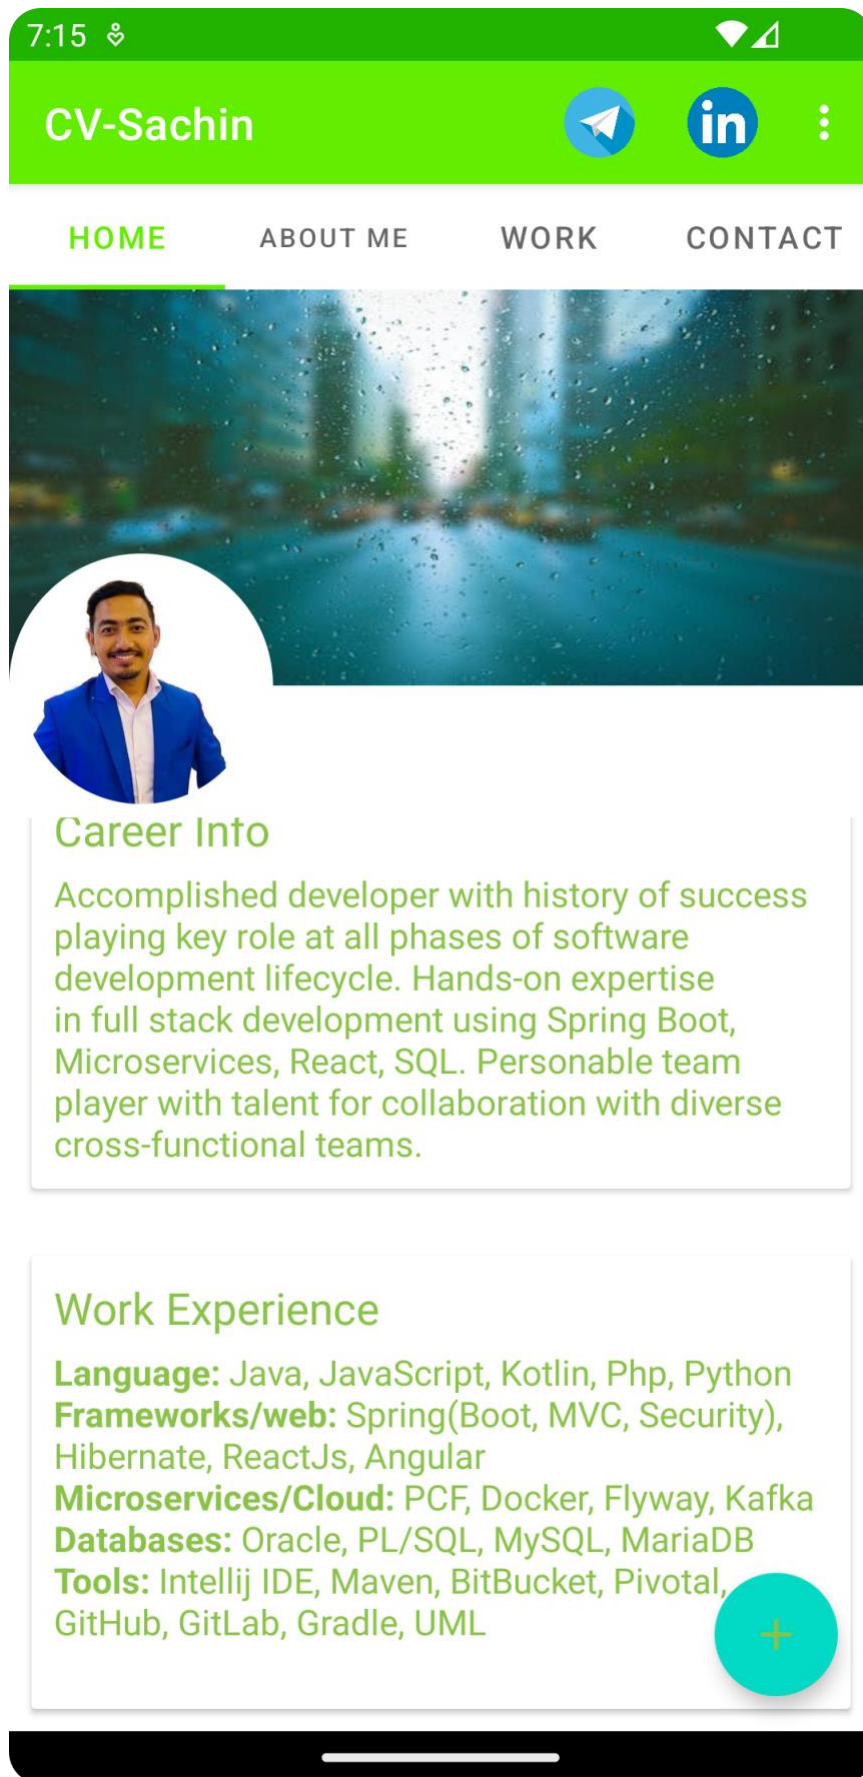 7:15
CV-Sachin
in
HOME ABOUT ME WORK CONTACT
Career Info
Accomplished developer with history of success
playing key role at all phases of software
development lifecycle. Hands-on expertise
in full stack development using Spring Boot,
Microservices, React, SQL. Personable team
player with talent for collaboration with diverse
cross-functional teams.
Work Experience
Language: Java, JavaScript, Kotlin, Php, Python
Frameworks/web: Spring(Boot, MVC, Security),
Hibernate, ReactJs, Angular
Microservices/Cloud: PCF, Docker, Flyway, Kafka
Databases: Oracle, PL/SQL, MySQL, MariaDB
Tools: Intellij IDE, Maven, BitBucket, Pivotal,
GitHub, GitLab, Gradle, UML
+